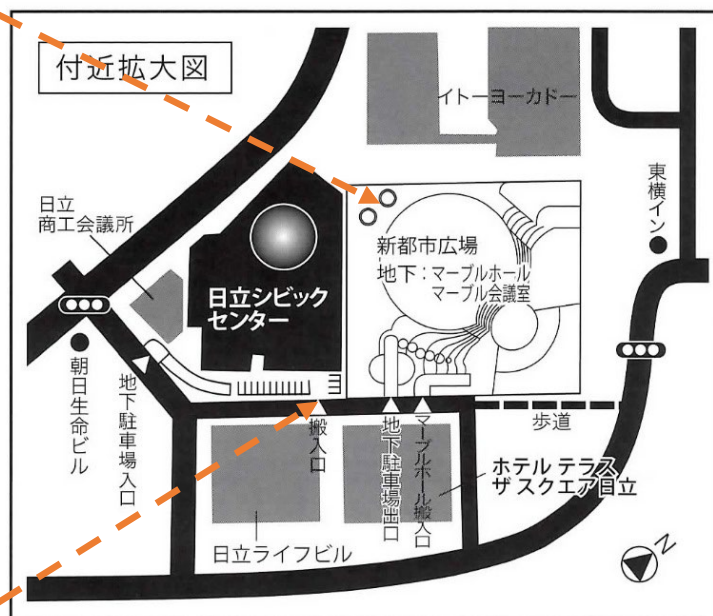 付近拡大図
イトーヨーカドー
東横イン
日立
商工会議所
新都市広場
地下：マーブルホール
マーブル会議室
日立シビック
センター
朝日生命ビル
地下駐車場入口
搬入口
地下駐車場出口
マーブルホール搬入口
歩道
ホテル テラス
ザ スクエア日立
日立ライフビル
N